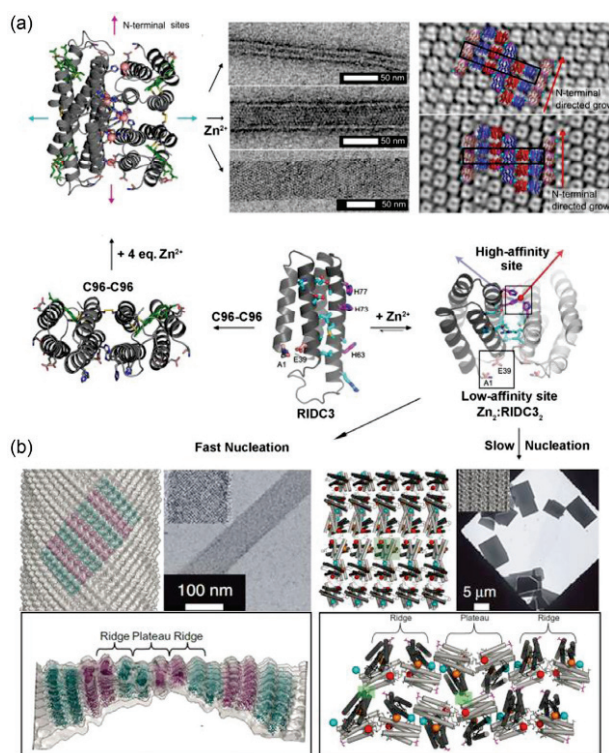 (a)
N-terminal sites
Zn²⁺
50 nm
50 nm
50 nm
N-terminal
directed grow
N-terminal
directed grow
+ 4 eq. Zn²⁺
C96-C96
C96-C96
H77
H73
H63
A1
E39
RIDC3
+ Zn²⁺
High-affinity
site
E39
A1
Low-affinity site
Zn₂:RIDC3₂
(b)
Fast Nucleation
Slow
Nucleation
100 nm
5 μm
Ridge Plateau Ridge
Ridge
Plateau
Ridge